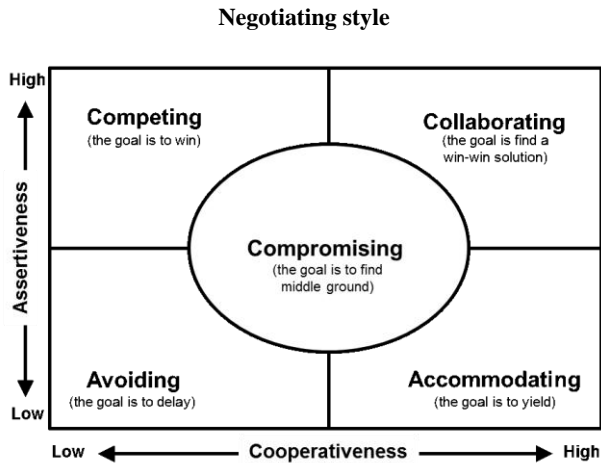 Negotiating style
High
Competing
(the goal is to win)
Collaborating
(the goal is find a
win-win solution)
Assertiveness
Compromising
(the goal is to find
middle ground)
Avoiding
(the goal is to delay)
Accommodating
(the goal is to yield)
Low
Low
Cooperativeness
High